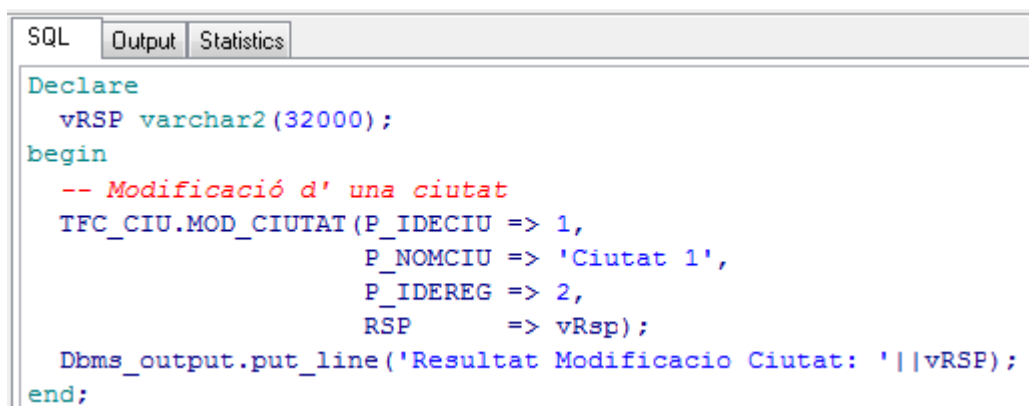 SQL Output Statistics
Declare
  vRSP varchar2(32000);
begin
  -- Modificació d' una ciutat
  TFC_CIU.MOD_CIUTAT(P_IDECIU => 1,
                     P_NOMCIU => 'Ciutat 1',
                     P_IDEREG => 2,
                     RSP      => vRsp);
  Dbms_output.put_line('Resultat Modificacio Ciutat: '||vRSP);
end;